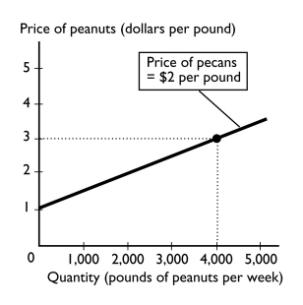 Price of peanuts (dollars per pound)
Price of pecans
= $2 per pound
5
4
3
2
1
0
1,000 2,000 3,000 4,000 5,000
Quantity (pounds of peanuts per week)